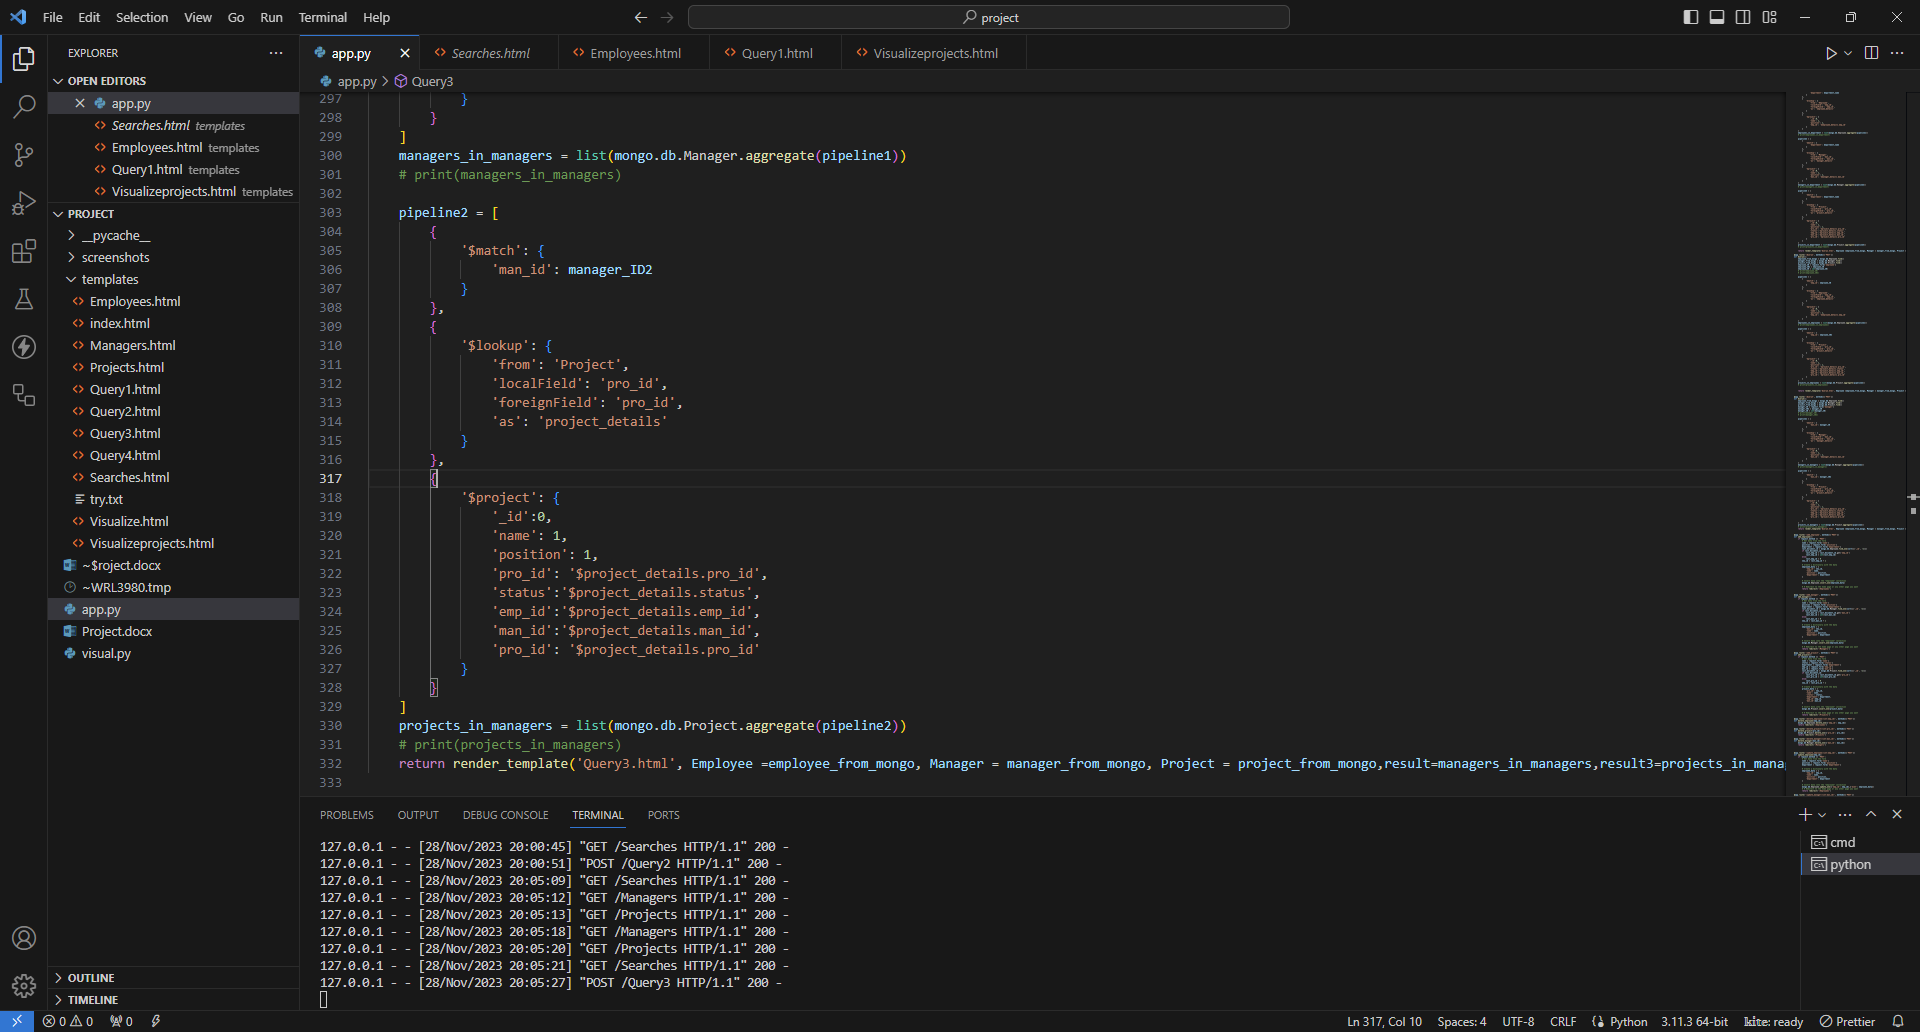 File Edit Selection View Go Run Terminal Help
project
EXPLORER
OPEN EDITORS
app.py
Searches.html templates
Employees.html templates
Query1.html templates
Visualizeprojects.html templates
PROJECT
__pycache__
screenshots
templates
Employees.html
index.html
Managers.html
Projects.html
Query1.html
Query2.html
Query3.html
Query4.html
Searches.html
try.txt
Visualize.html
Visualizeprojects.html
~$roject.docx
~WRL3980.tmp
app.py
Project.docx
visual.py
OUTLINE
TIMELINE
app.py Searches.html Employees.html Query1.html Visualizeprojects.html
app.py > Query3
297 }
298 }
299 ]
300 managers_in_managers = list(mongo.db.Manager.aggregate(pipeline1))
301 # print(managers_in_managers)
302
303 pipeline2 = [
304 {
305 '$match': {
306 'man_id': manager_ID2
307 }
308 },
309 {
310 '$lookup': {
311 'from': 'Project',
312 'localField': 'pro_id',
313 'foreignField': 'pro_id',
314 'as': 'project_details'
315 }
316 },
317 {
318 '$project': {
319 '_id':0,
320 'name': 1,
321 'position': 1,
322 'pro_id': '$project_details.pro_id',
323 'status':'$project_details.status',
324 'emp_id':'$project_details.emp_id',
325 'man_id':'$project_details.man_id',
326 'pro_id': '$project_details.pro_id'
327 }
328 }
329 ]
330 projects_in_managers = list(mongo.db.Project.aggregate(pipeline2))
331 # print(projects_in_managers)
332 return render_template('Query3.html', Employee =employee_from_mongo, Manager = manager_from_mongo, Project = project_from_mongo,result=managers_in_managers,result3=projects_in_mana
333
PROBLEMS OUTPUT DEBUG CONSOLE TERMINAL PORTS
127.0.0.1 - - [28/Nov/2023 20:00:45] "GET /Searches HTTP/1.1" 200 -
127.0.0.1 - - [28/Nov/2023 20:00:51] "POST /Query2 HTTP/1.1" 200 -
127.0.0.1 - - [28/Nov/2023 20:05:09] "GET /Searches HTTP/1.1" 200 -
127.0.0.1 - - [28/Nov/2023 20:05:12] "GET /Managers HTTP/1.1" 200 -
127.0.0.1 - - [28/Nov/2023 20:05:13] "GET /Projects HTTP/1.1" 200 -
127.0.0.1 - - [28/Nov/2023 20:05:18] "GET /Managers HTTP/1.1" 200 -
127.0.0.1 - - [28/Nov/2023 20:05:20] "GET /Projects HTTP/1.1" 200 -
127.0.0.1 - - [28/Nov/2023 20:05:21] "GET /Searches HTTP/1.1" 200 -
127.0.0.1 - - [28/Nov/2023 20:05:27] "POST /Query3 HTTP/1.1" 200 -
cmd
python
0 0 0 Ln 317, Col 10 Spaces: 4 UTF-8 CRLF Python 3.11.3 64-bit kite: ready Prettier